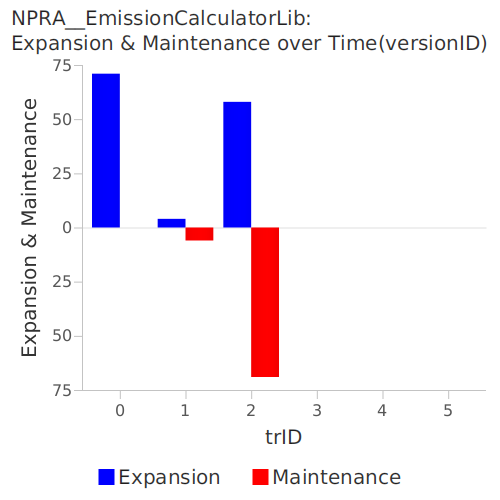 NPRA__EmissionCalculatorLib:
Expansion & Maintenance over Time(versionID)
75
50
25
0
25
50
75
Expansion & Maintenance
0 1 2 3 4 5
trID
Expansion Maintenance